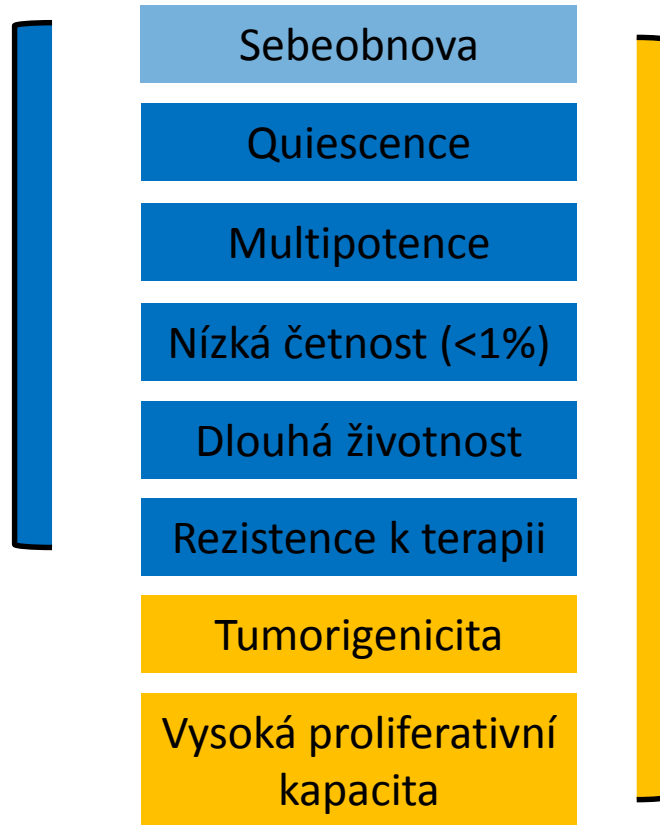 Sebeobnova
Quiescence
Multipotence
Nízká četnost (<1%)
Dlouhá životnost
Rezistence k terapii
Tumorigenicita
Vysoká proliferativní
kapacita